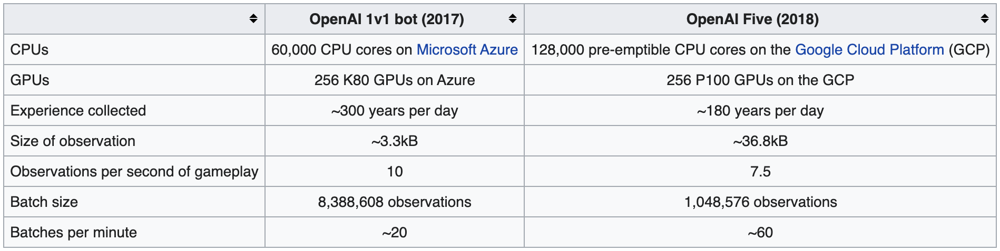 OpenAI 1v1 bot (2017) OpenAI Five (2018)
CPUs 60,000 CPU cores on Microsoft Azure 128,000 pre-emptible CPU cores on the Google Cloud Platform (GCP)
GPUs 256 K80 GPUs on Azure 256 P100 GPUs on the GCP
Experience collected ~300 years per day ~180 years per day
Size of observation ~3.3kB ~36.8kB
Observations per second of gameplay 10 7.5
Batch size 8,388,608 observations 1,048,576 observations
Batches per minute ~20 ~60